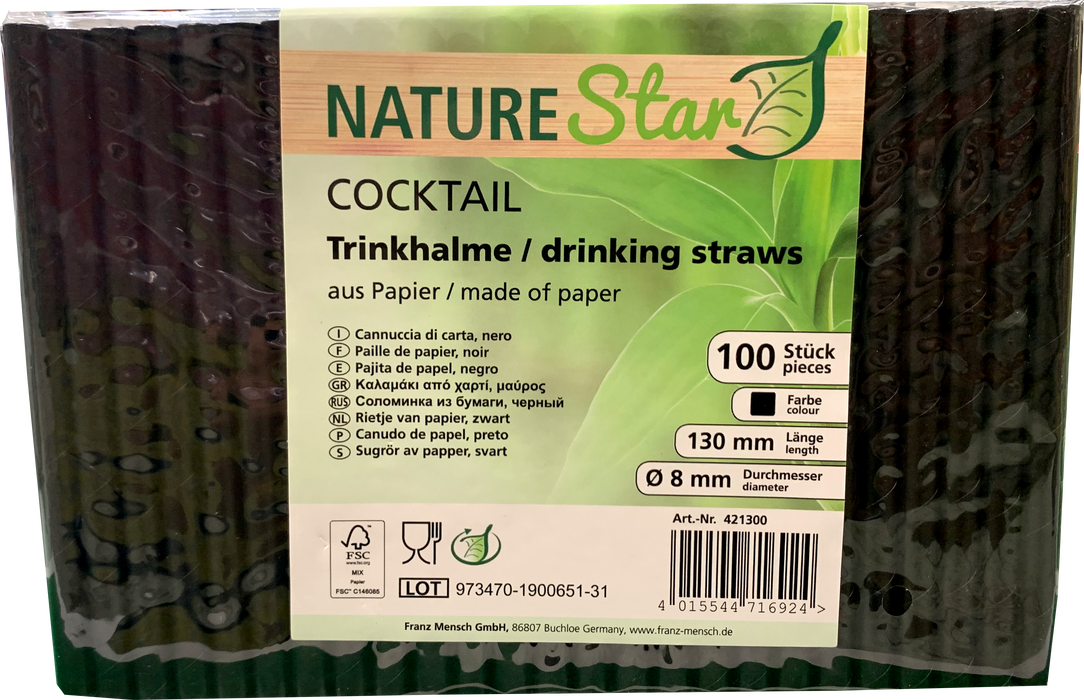 NATURE Star
COCKTAIL
Trinkhalme / drinking straws
aus Papier / made of paper
I Cannuccia di carta, nero
F Paille de papier, noir
E Pajita de papel, negro
GR Καλαμάκι από χαρτί, μαύρος
RUS Соломинка из бумаги, черный
NL Rietje van papier, zwart
P Canudo de papel, preto
S Sugrör av papper, svart
100 Stück
pieces
Farbe
colour
130 mm Länge
length
Ø 8 mm Durchmesser
diameter
Art.-Nr. 421300
FSC
www.fsc.org
MIX
Papier
FSC™ C146085
LOT 973470-1900651-31
4 015544 716924 >
Franz Mensch GmbH, 86807 Buchloe Germany, www.franz-mensch.de